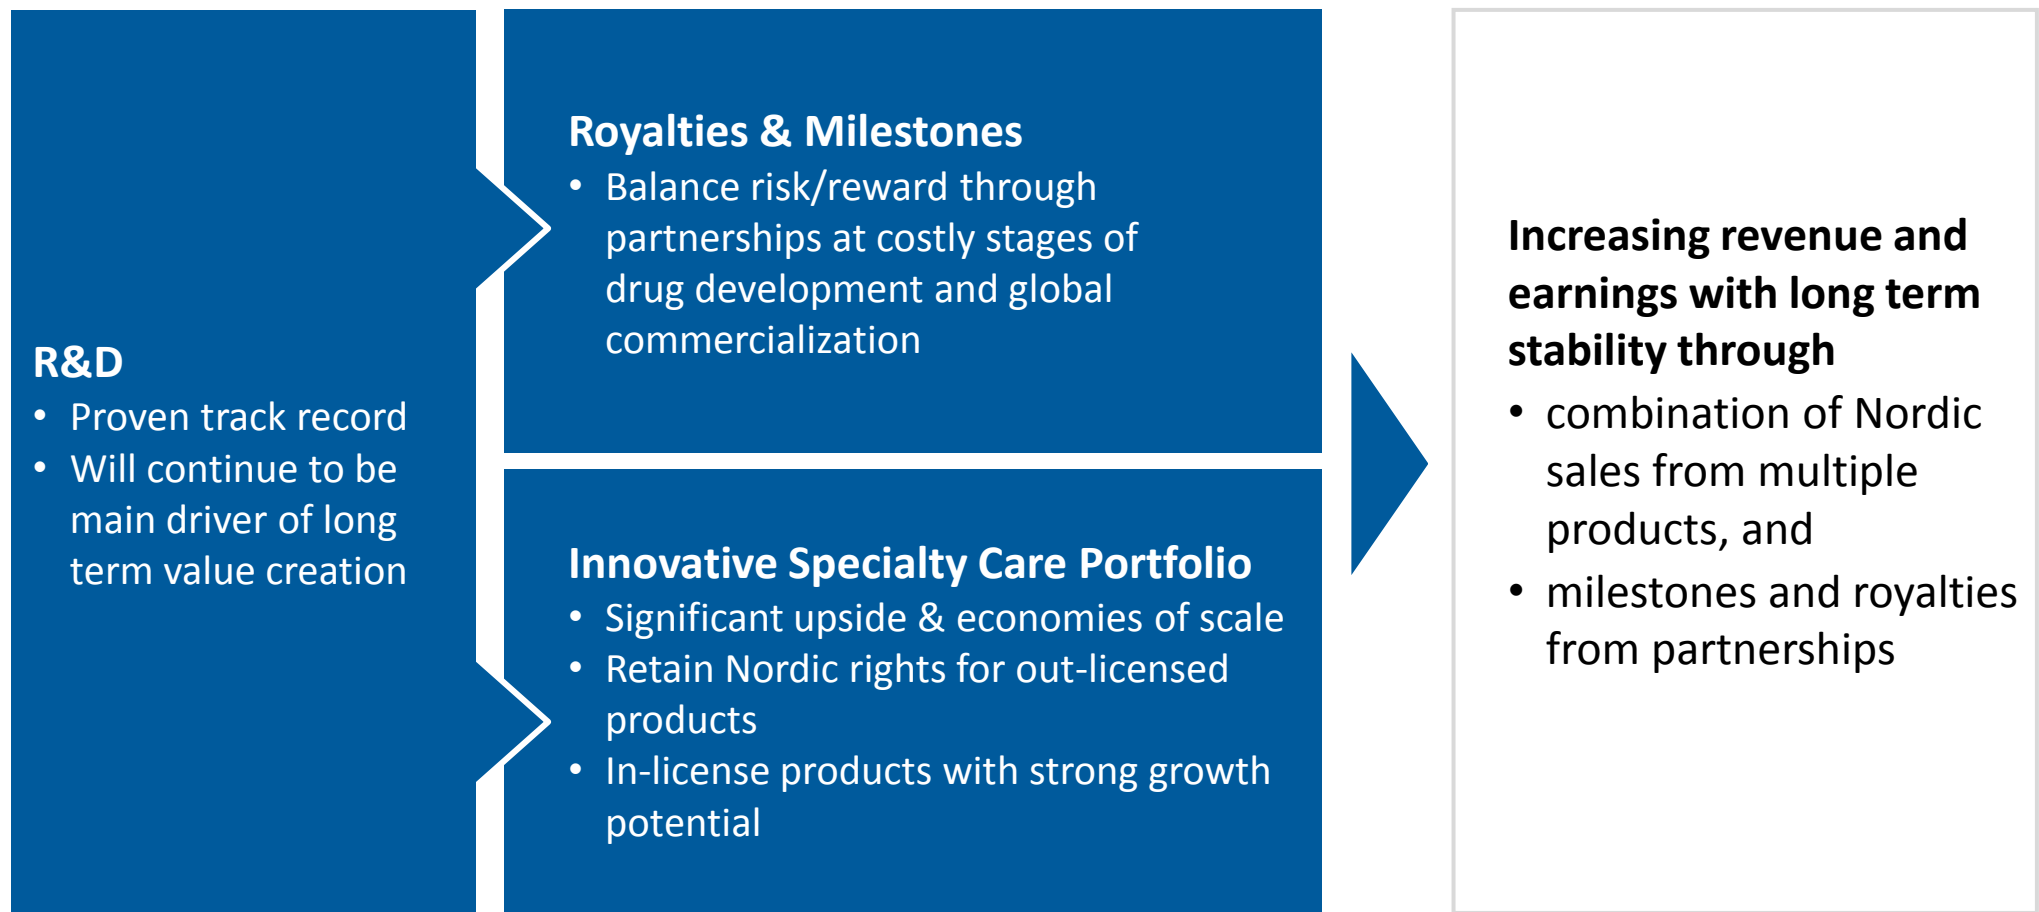 R&D
• Proven track record
• Will continue to be
main driver of long
term value creation
Royalties & Milestones
• Balance risk/reward through
partnerships at costly stages of
drug development and global
commercialization
Innovative Specialty Care Portfolio
• Significant upside & economies of scale
• Retain Nordic rights for out-licensed
products
• In-license products with strong growth
potential
Increasing revenue and
earnings with long term
stability through
• combination of Nordic
sales from multiple
products, and
• milestones and royalties
from partnerships